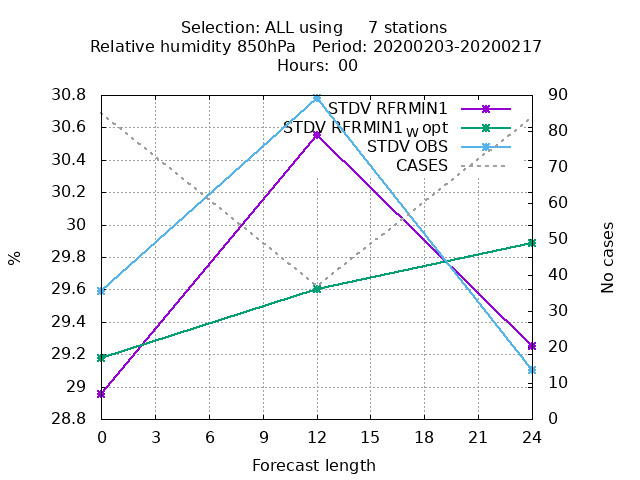 Selection: ALL using 7 stations
Relative humidity 850hPa Period: 20200203-20200217
Hours: 00
30.8
30.6
30.4
30.2
30
29.8
29.6
29.4
29.2
29
28.8
%
STDV RFRMIN1
STDV RFRMIN1_w opt
STDV OBS
CASES
90
80
70
60
50
40
30
20
10
0
No cases
0 3 6 9 12 15 18 21 24
Forecast length